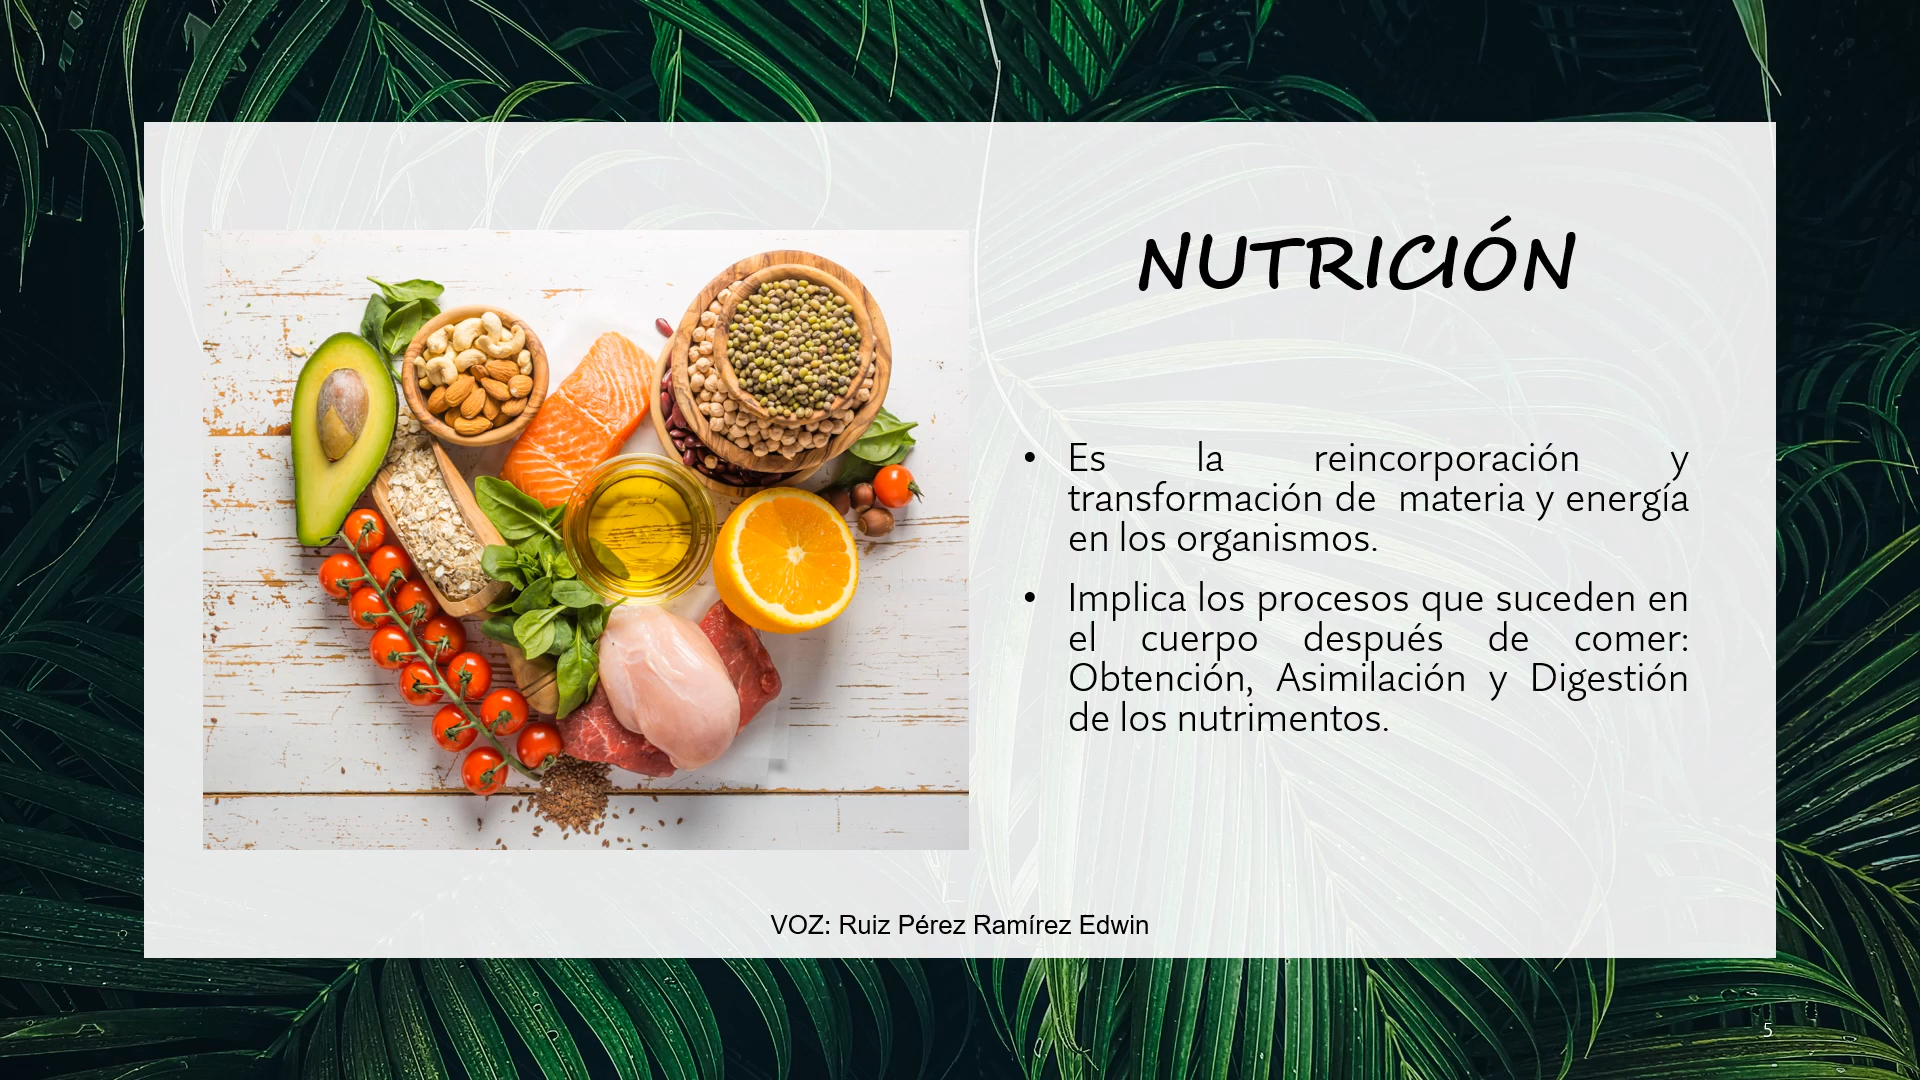 NUTRICIÓN
• Es la reincorporación y
transformación de  materia y energía
en los organismos.
• Implica los procesos que suceden en
el cuerpo después de comer:
Obtención, Asimilación y Digestión
de los nutrimentos.
VOZ: Ruiz Pérez Ramírez Edwin
5